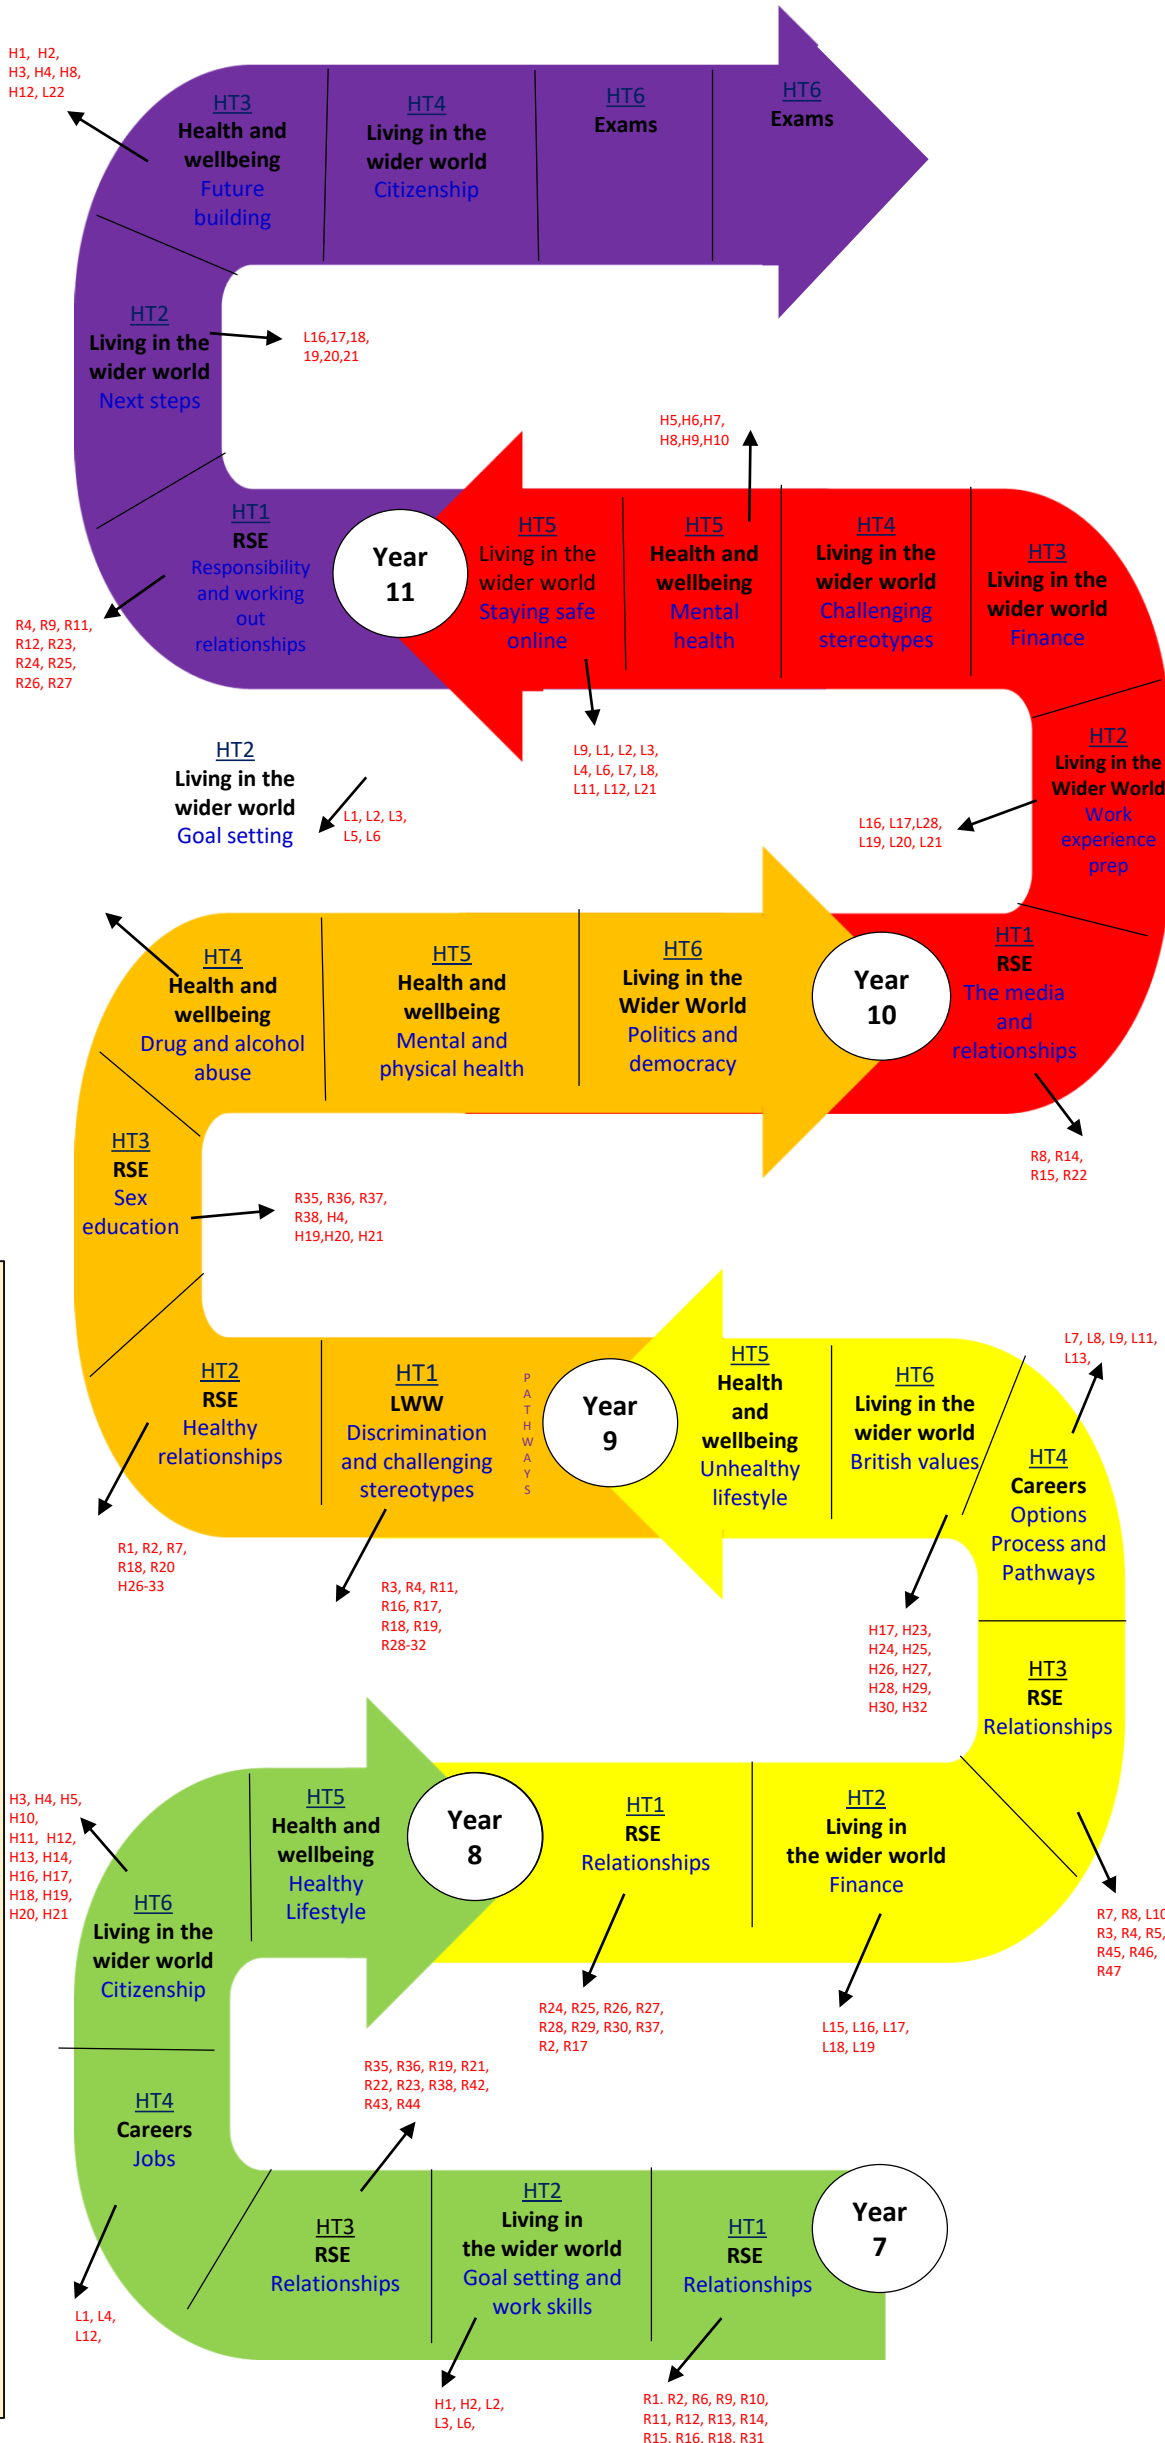 H1, H2,
H3, H4, H8,
H12, L22
HT3
Health and
wellbeing
Future
building
HT4
Living in the
wider world
Citizenship
HT6
Exams
HT6
Exams
HT2
Living in the
wider world
Next steps
L16,17,18,
19,20,21
H5,H6,H7,
H8,H9,H10
HT1
RSE
Responsibility
and working
out
relationships
Year
11
HT5
Living in the
wider world
Staying safe
online
HT5
Health and
wellbeing
Mental
health
HT4
Living in the
wider world
Challenging
stereotypes
HT3
Living in the
wider world
Finance
R4, R9, R11,
R12, R23,
R24, R25,
R26, R27
HT2
Living in the
wider world
Goal setting
L1, L2, L3,
L5, L6
L9, L1, L2, L3,
L4, L6, L7, L8,
L11, L12, L21
HT2
Living in the
Wider World
Work
experience
prep
L16, L17,L28,
L19, L20, L21
HT4
Health and
wellbeing
Drug and alcohol
abuse
HT5
Health and
wellbeing
Mental and
physical health
HT6
Living in the
Wider World
Politics and
democracy
Year
10
HT1
RSE
The media
and
relationships
R8, R14,
R15, R22
HT3
RSE
Sex
education
R35, R36, R37,
R38, H4,
H19,H20, H21
HT2
RSE
Healthy
relationships
HT1
LWW
Discrimination
and challenging
stereotypes
P
A
T
H
W
A
Y
S
Year
9
HT5
Health
and
wellbeing
Unhealthy
lifestyle
HT6
Living in the
wider world
British values
L7, L8, L9, L11,
L13,
HT4
Careers
Options
Process and
Pathways
R1, R2, R7,
R18, R20
H26-33
R3, R4, R11,
R16, R17,
R18, R19,
R28-32
H17, H23,
H24, H25,
H26, H27,
H28, H29,
H30, H32
HT3
RSE
Relationships
H3, H4, H5,
H10,
H11, H12,
H13, H14,
H16, H17,
H18, H19,
H20, H21
HT5
Health and
wellbeing
Healthy
Lifestyle
Year
8
HT1
RSE
Relationships
HT2
Living in
the wider world
Finance
R7, R8, L10
R3, R4, R5,
R45, R46,
R47
HT6
Living in the
wider world
Citizenship
R24, R25, R26, R27,
R28, R29, R30, R37,
R2, R17
L15, L16, L17,
L18, L19
R35, R36, R19, R21,
R22, R23, R38, R42,
R43, R44
HT4
Careers
Jobs
HT3
RSE
Relationships
HT2
Living in
the wider world
Goal setting and
work skills
HT1
RSE
Relationships
Year
7
L1, L4,
L12,
H1, H2, L2,
L3, L6,
R1. R2, R6, R9, R10,
R11, R12, R13, R14,
R15. R16. R18. R31